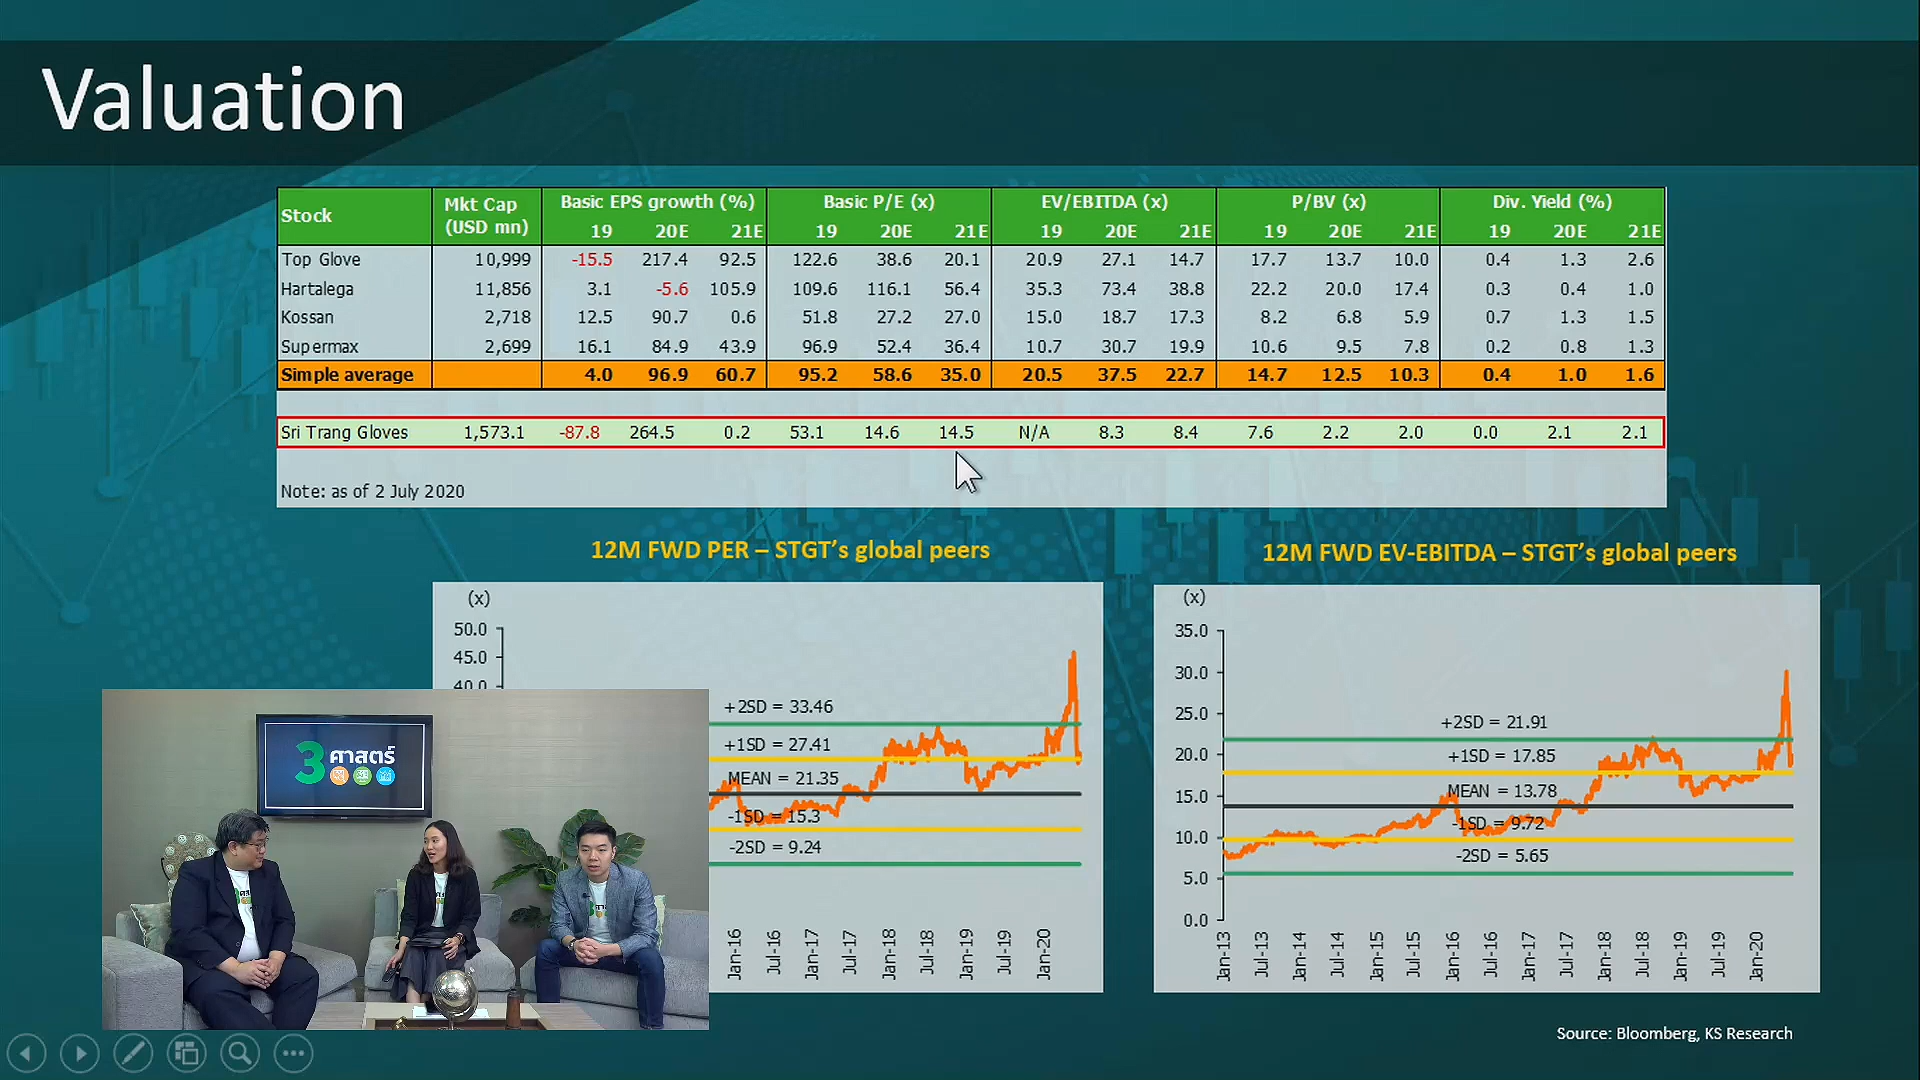 Valuation
Stock Mkt Cap (USD mn) Basic EPS growth (%) Basic P/E (x) EV/EBITDA (x) P/BV (x) Div. Yield (%)
19 20E 21E 19 20E 21E 19 20E 21E 19 20E 21E 19 20E 21E
Top Glove 10,999 -15.5 217.4 92.5 122.6 38.6 20.1 20.9 27.1 14.7 17.7 13.7 10.0 0.4 1.3 2.6
Hartalega 11,856 3.1 -5.6 105.9 109.6 116.1 56.4 35.3 73.4 38.8 22.2 20.0 17.4 0.3 0.4 1.0
Kossan 2,718 12.5 90.7 0.6 51.8 27.2 27.0 15.0 18.7 17.3 8.2 6.8 5.9 0.7 1.3 1.5
Supermax 2,699 16.1 84.9 43.9 96.9 52.4 36.4 10.7 30.7 19.9 10.6 9.5 7.8 0.2 0.8 1.3
Simple average 4.0 96.9 60.7 95.2 58.6 35.0 20.5 37.5 22.7 14.7 12.5 10.3 0.4 1.0 1.6
Sri Trang Gloves 1,573.1 -87.8 264.5 0.2 53.1 14.6 14.5 N/A 8.3 8.4 7.6 2.2 2.0 0.0 2.1 2.1
Note: as of 2 July 2020
12M FWD PER – STGT's global peers
(x)
50.0
45.0
40.0
+2SD = 33.46
+1SD = 27.41
MEAN = 21.35
-1SD = 15.3
-2SD = 9.24
Jan-16 Jul-16 Jan-17 Jul-17 Jan-18 Jul-18 Jan-19 Jul-19 Jan-20
12M FWD EV-EBITDA – STGT's global peers
(x)
35.0
30.0
25.0
20.0
15.0
10.0
5.0
0.0
+2SD = 21.91
+1SD = 17.85
MEAN = 13.78
-1SD = 9.72
-2SD = 5.65
Jan-13 Jul-13 Jan-14 Jul-14 Jan-15 Jul-15 Jan-16 Jul-16 Jan-17 Jul-17 Jan-18 Jul-18 Jan-19 Jul-19 Jan-20
3 ศาสตร์
Source: Bloomberg, KS Research